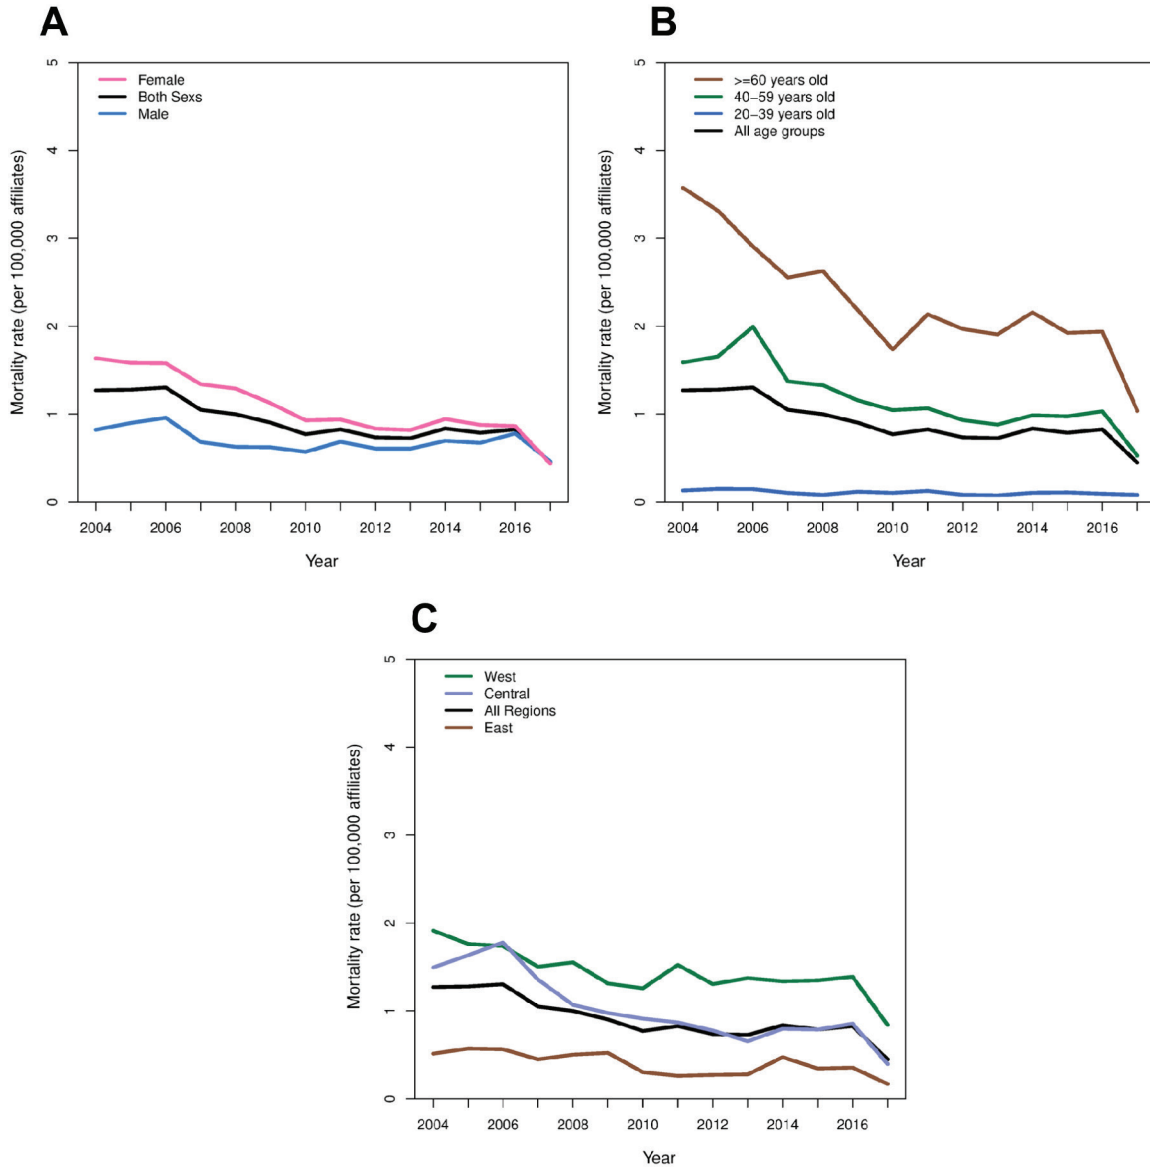 A
Mortality rate (per 100,000 affiliates)
5
4
3
2
1
0
Female
Both Sexs
Male
2004 2006 2008 2010 2012 2014 2016
Year
B
Mortality rate (per 100,000 affiliates)
5
4
3
2
1
0
>=60 years old
40–59 years old
20–39 years old
All age groups
2004 2006 2008 2010 2012 2014 2016
Year
C
Mortality rate (per 100,000 affiliates)
5
4
3
2
1
0
West
Central
All Regions
East
2004 2006 2008 2010 2012 2014 2016
Year